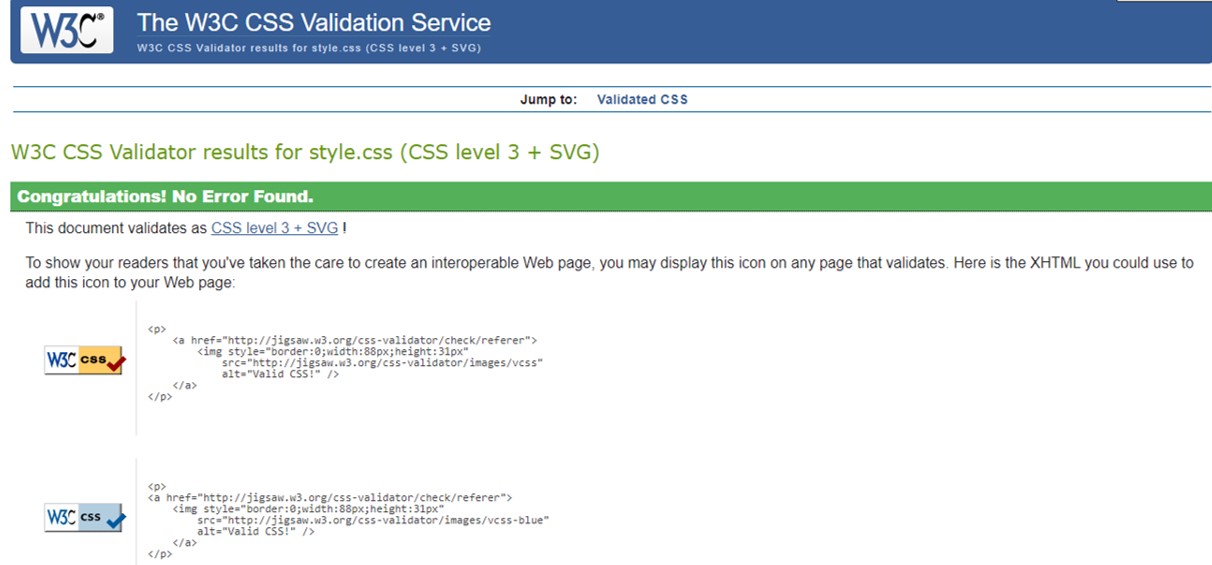 W3C® The W3C CSS Validation Service
W3C CSS Validator results for style.css (CSS level 3 + SVG)
Jump to: Validated CSS
W3C CSS Validator results for style.css (CSS level 3 + SVG)
Congratulations! No Error Found.
This document validates as CSS level 3 + SVG !
To show your readers that you've taken the care to create an interoperable Web page, you may display this icon on any page that validates. Here is the XHTML you could use to
add this icon to your Web page:
<p>
<a href="http://jigsaw.w3.org/css-validator/check/referer">
<img style="border:0;width:88px;height:31px"
W3C css
src="http://jigsaw.w3.org/css-validator/images/vcss"
alt="Valid CSS!" />
</a>
</p>
<p>
<a href="http://jigsaw.w3.org/css-validator/check/referer">
<img style="border:0;width:88px;height:31px"
W3C css
src="http://jigsaw.w3.org/css-validator/images/vcss-blue"
alt="Valid CSS!" />
</a>
</p>